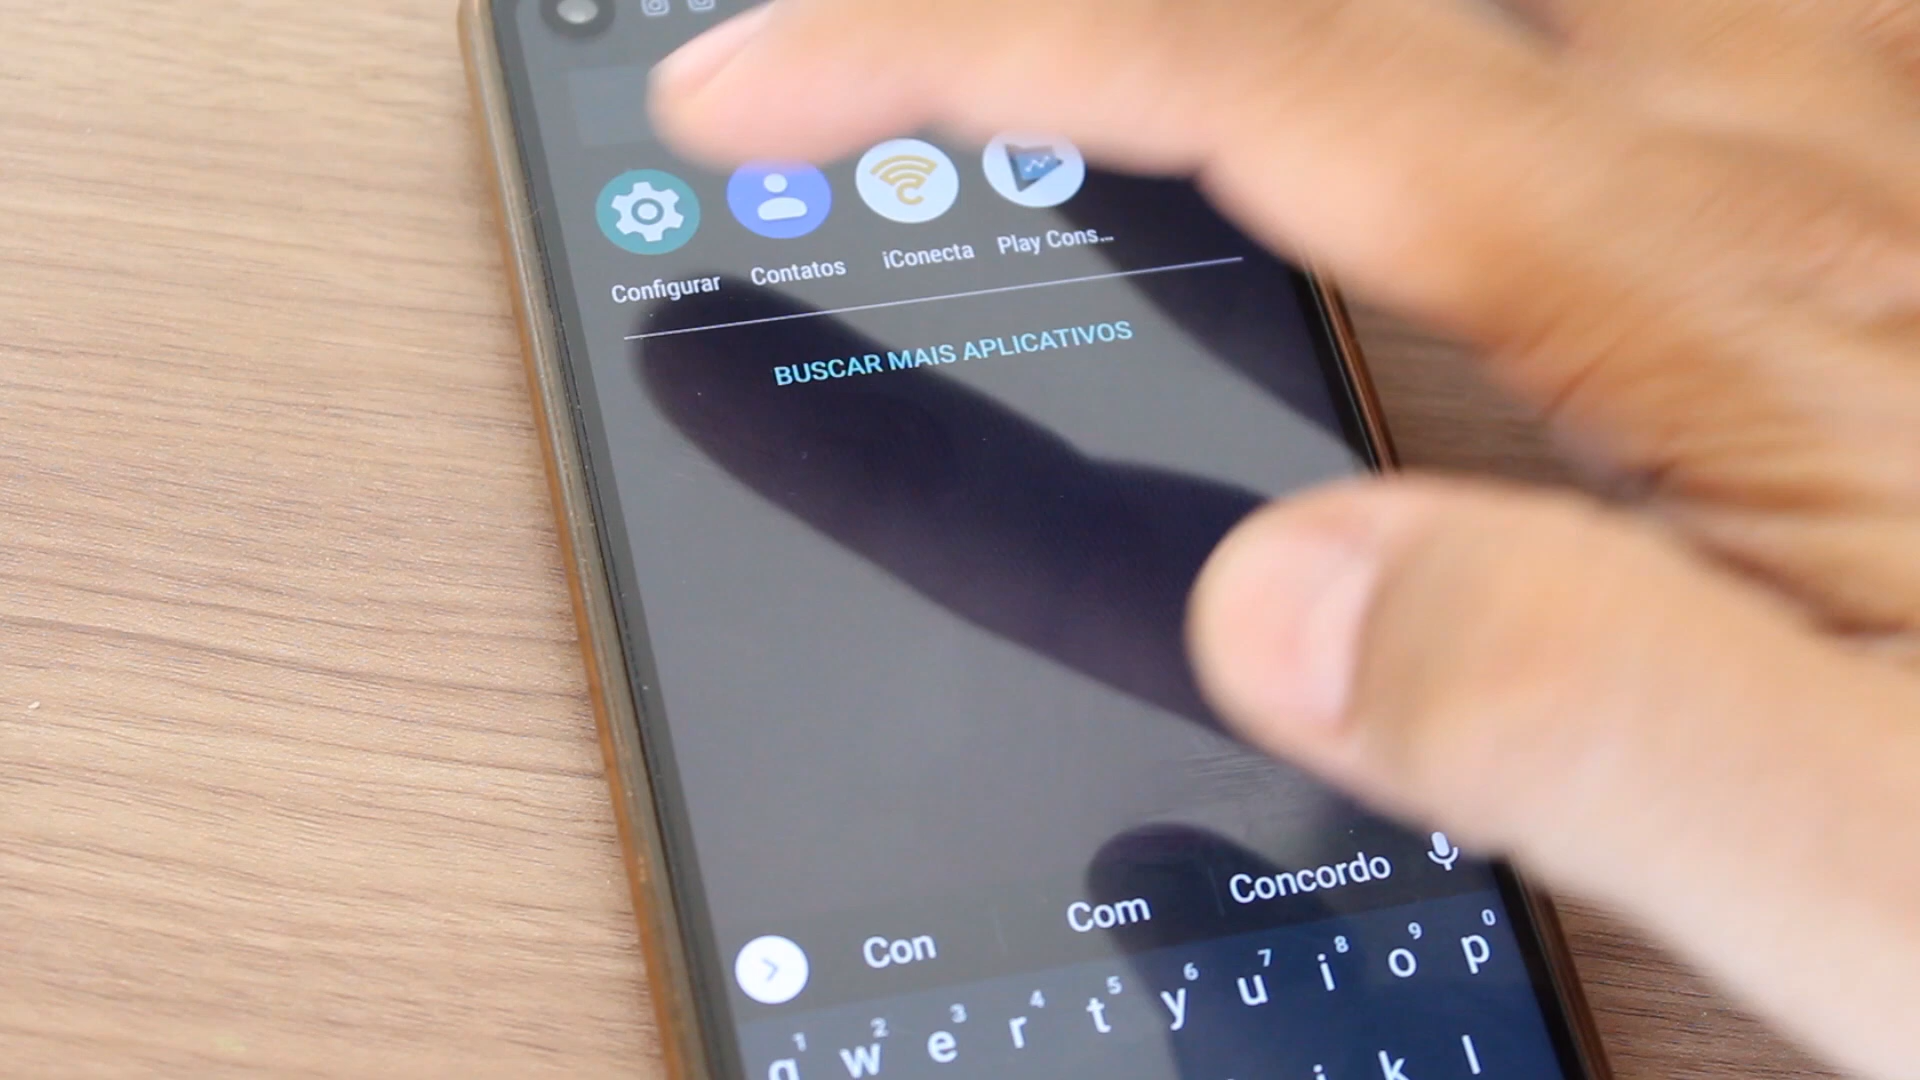 Configurar Contatos iConecta Play Cons...
BUSCAR MAIS APLICATIVOS
Con Com Concordo
1 2 3 4 5 6 7 8 9 0
q w e r t y u i o p
j k l